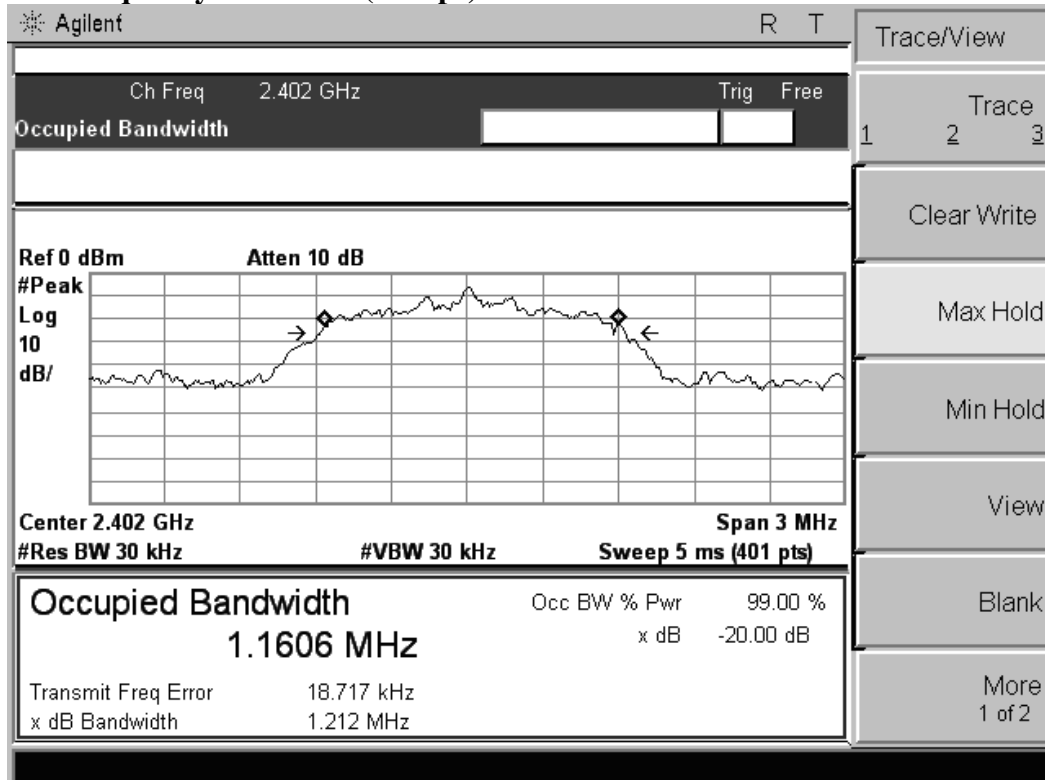 Agilent
R T
Trace/View
Ch Freq 2.402 GHz Trig Free
Occupied Bandwidth
Trace
1 2 3
Clear Write
Ref 0 dBm Atten 10 dB
#Peak
Log
10
dB/
Max Hold
Min Hold
View
Center 2.402 GHz Span 3 MHz
#Res BW 30 kHz #VBW 30 kHz Sweep 5 ms (401 pts)
Occupied Bandwidth
1.1606 MHz
Occ BW % Pwr 99.00 %
x dB -20.00 dB
Transmit Freq Error 18.717 kHz
x dB Bandwidth 1.212 MHz
Blank
More
1 of 2